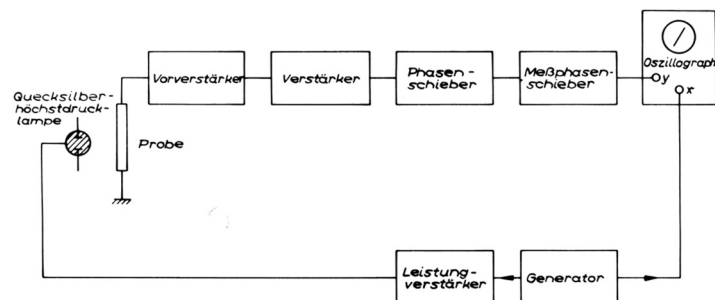 Vorverstärker
Verstärker
Phasen-
schieber
Meßphasen-
schieber
Oszillograph
y
x
Quecksilber-
höchstdruck-
lampe
Probe
Leistung-
verstärker
Generator